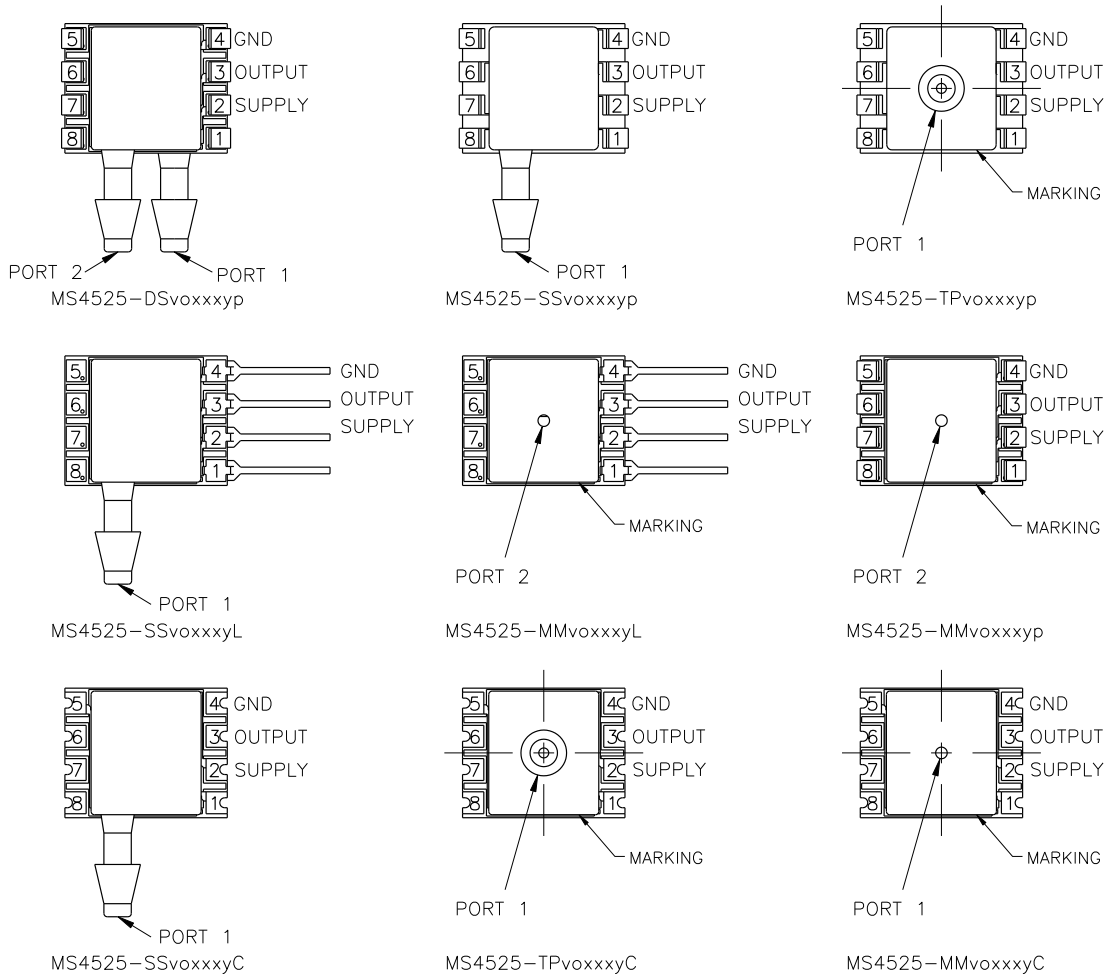 5 4 GND
6 3 OUTPUT
7 2 SUPPLY
8 1
PORT 2
PORT 1
MS4525-DSvoxxxyp
5 4 GND
6 3 OUTPUT
7 2 SUPPLY
8 1
PORT 1
MS4525-SSvoxxxyp
5 4 GND
6 3 OUTPUT
7 2 SUPPLY
8 1
MARKING
PORT 1
MS4525-TPvoxxxyp
5 4 GND
6 3 OUTPUT
7 2 SUPPLY
8 1
PORT 1
MS4525-SSvoxxxyL
5 4 GND
6 3 OUTPUT
7 2 SUPPLY
8 1
MARKING
PORT 2
MS4525-MMvoxxxyL
5 4 GND
6 3 OUTPUT
7 2 SUPPLY
8 1
MARKING
PORT 2
MS4525-MMvoxxxyp
5 4 GND
6 3 OUTPUT
7 2 SUPPLY
8 1
PORT 1
MS4525-SSvoxxxyC
5 4 GND
6 3 OUTPUT
7 2 SUPPLY
8 1
MARKING
PORT 1
MS4525-TPvoxxxyC
5 4 GND
6 3 OUTPUT
7 2 SUPPLY
8 1
MARKING
PORT 1
MS4525-MMvoxxxyC